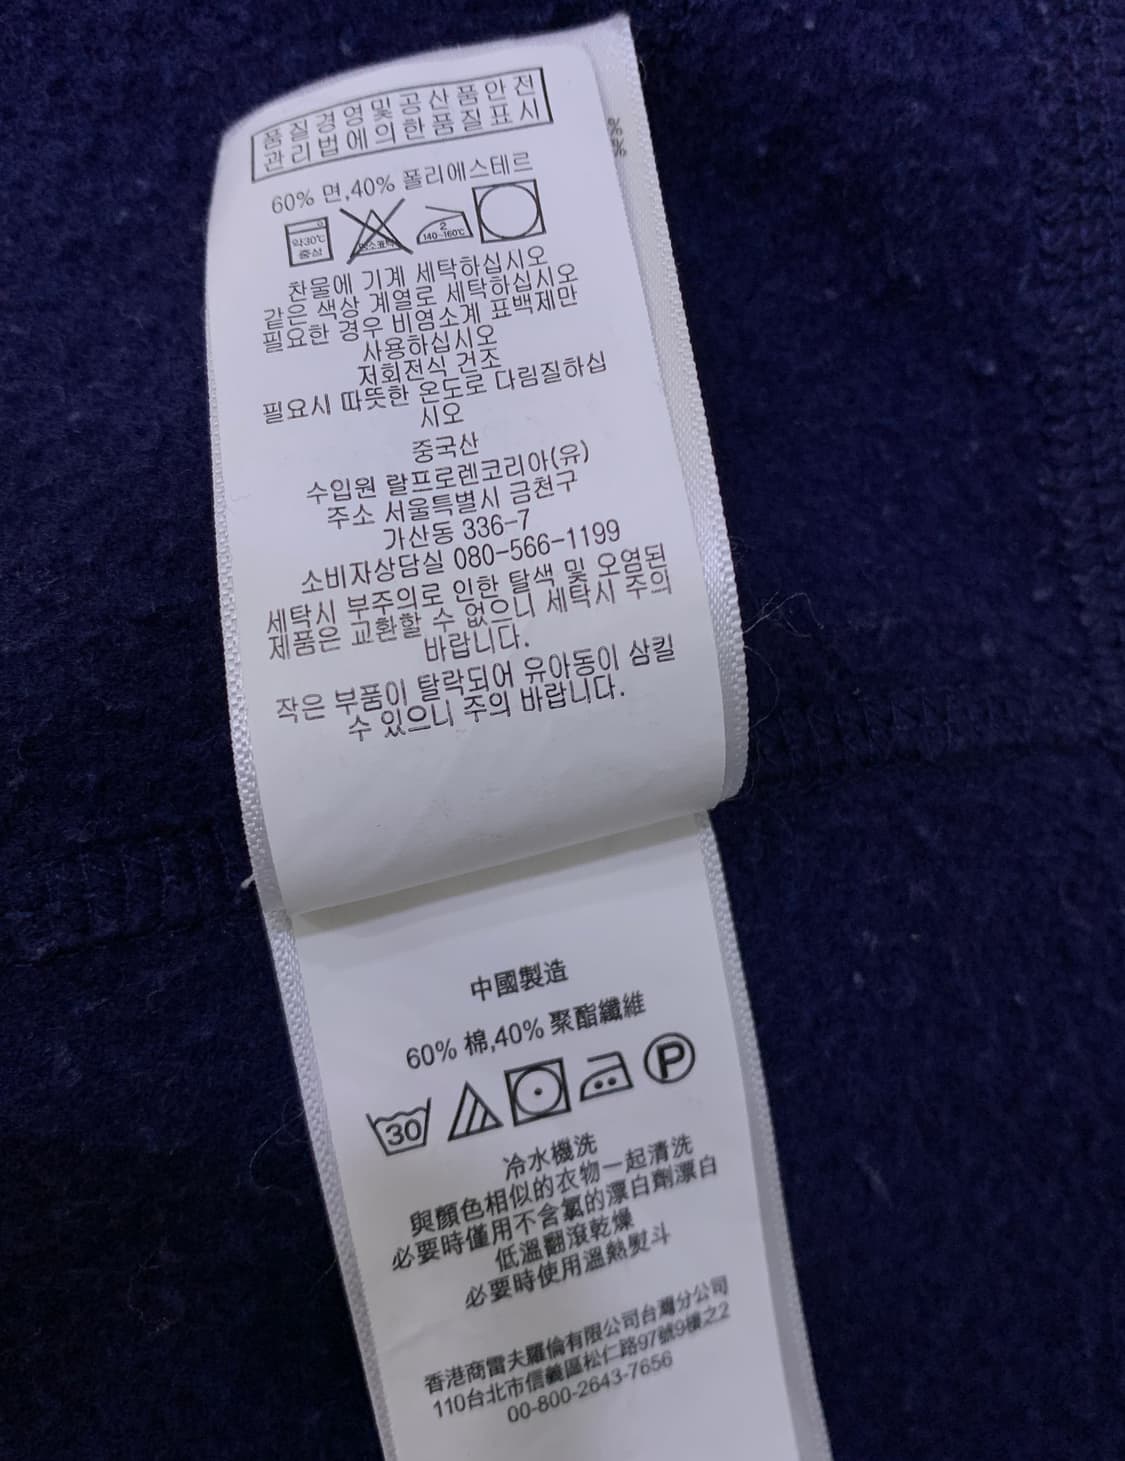 품질경영및공산품안전
관리법에의한품질표시
60% 면,40% 폴리에스테르
약30℃
중성
염소표백
2
140~160℃
찬물에 기계 세탁하십시오
같은 색상 계열로 세탁하십시오
필요한 경우 비염소계 표백제만
사용하십시오
저회전식 건조
필요시 따뜻한 온도로 다림질하십
시오
중국산
수입원 랄프로렌코리아(유)
주소 서울특별시 금천구
가산동 336-7
소비자상담실 080-566-1199
세탁시 부주의로 인한 탈색 및 오염된
제품은 교환할 수 없으니 세탁시 주의
바랍니다.
작은 부품이 탈락되어 유아동이 삼킬
수 있으니 주의 바랍니다.
%
%
中國製造
60% 棉,40% 聚酯纖維
30
P
冷水機洗
與顏色相似的衣物一起清洗
必要時僅用不含氯的漂白劑漂白
低溫翻滾乾燥
必要時使用溫熱熨斗
香港商雷夫羅倫有限公司台灣分公司
110台北市信義區松仁路97號9樓之2
00-800-2643-7656